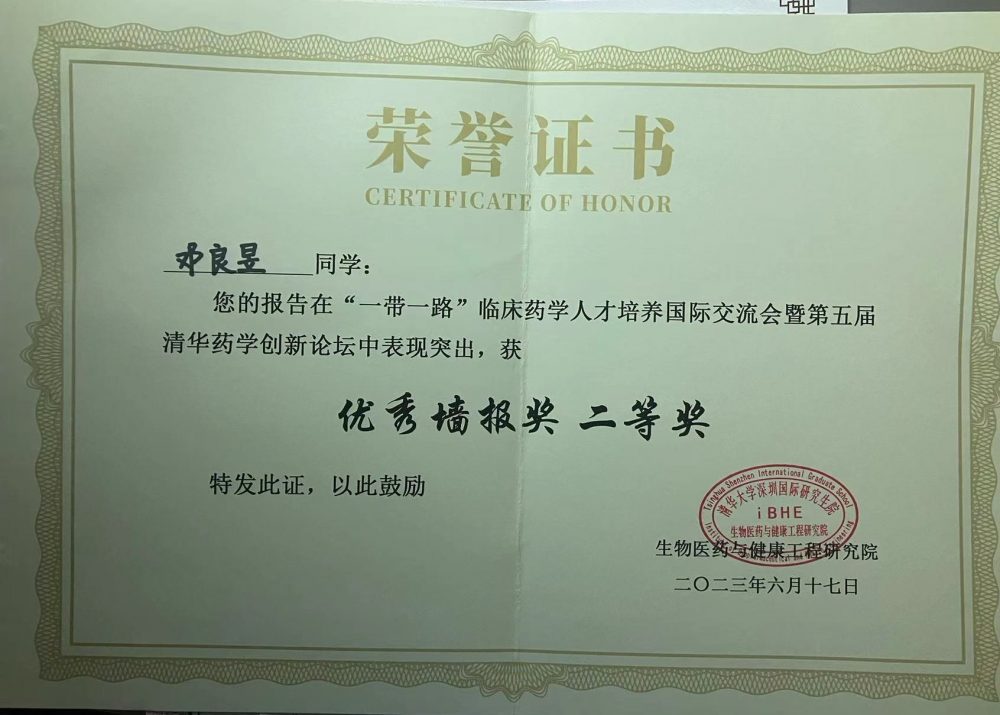 荣誉证书
CERTIFICATE OF HONOR
邓良昱 同学：
您的报告在“一带一路”临床药学人才培养国际交流会暨第五届
清华药学创新论坛中表现突出，获
优秀墙报奖 二等奖
特发此证，以此鼓励
Tsinghua Shenzhen International Graduate School
清华大学深圳国际研究生院
iBHE
生物医药与健康工程研究院
生物医药与健康工程研究院
二〇二三年六月十七日